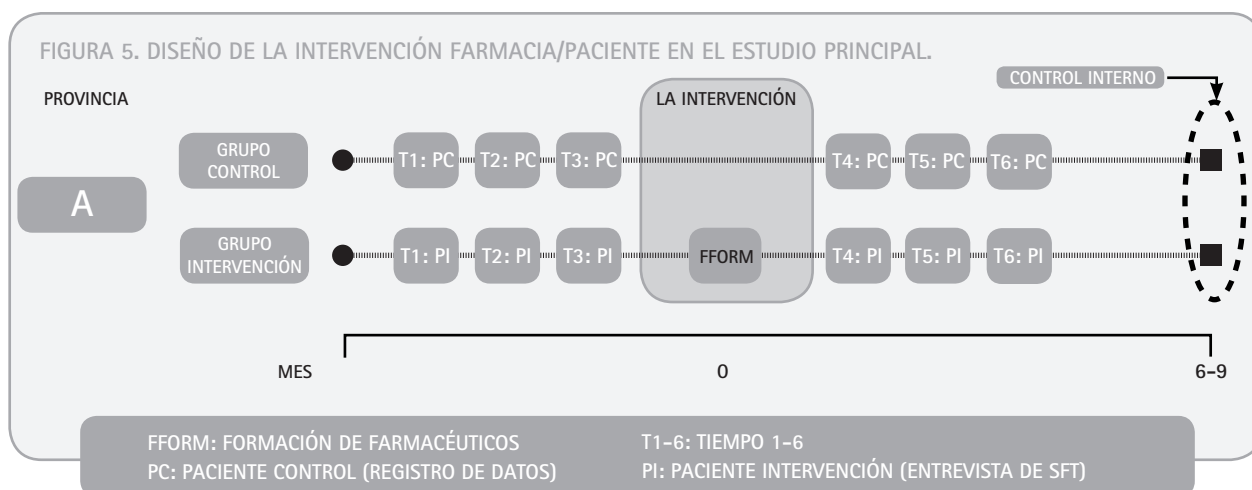 FIGURA 5. DISEÑO DE LA INTERVENCIÓN FARMACIA/PACIENTE EN EL ESTUDIO PRINCIPAL.
CONTROL INTERNO
PROVINCIA
LA INTERVENCIÓN
GRUPO
CONTROL
T1: PC T2: PC T3: PC T4: PC T5: PC T6: PC
A
GRUPO
INTERVENCIÓN
T1: PI T2: PI T3: PI FFORM T4: PI T5: PI T6: PI
MES 0 6-9
FFORM: FORMACIÓN DE FARMACÉUTICOS
PC: PACIENTE CONTROL (REGISTRO DE DATOS)
T1-6: TIEMPO 1-6
PI: PACIENTE INTERVENCIÓN (ENTREVISTA DE SFT)